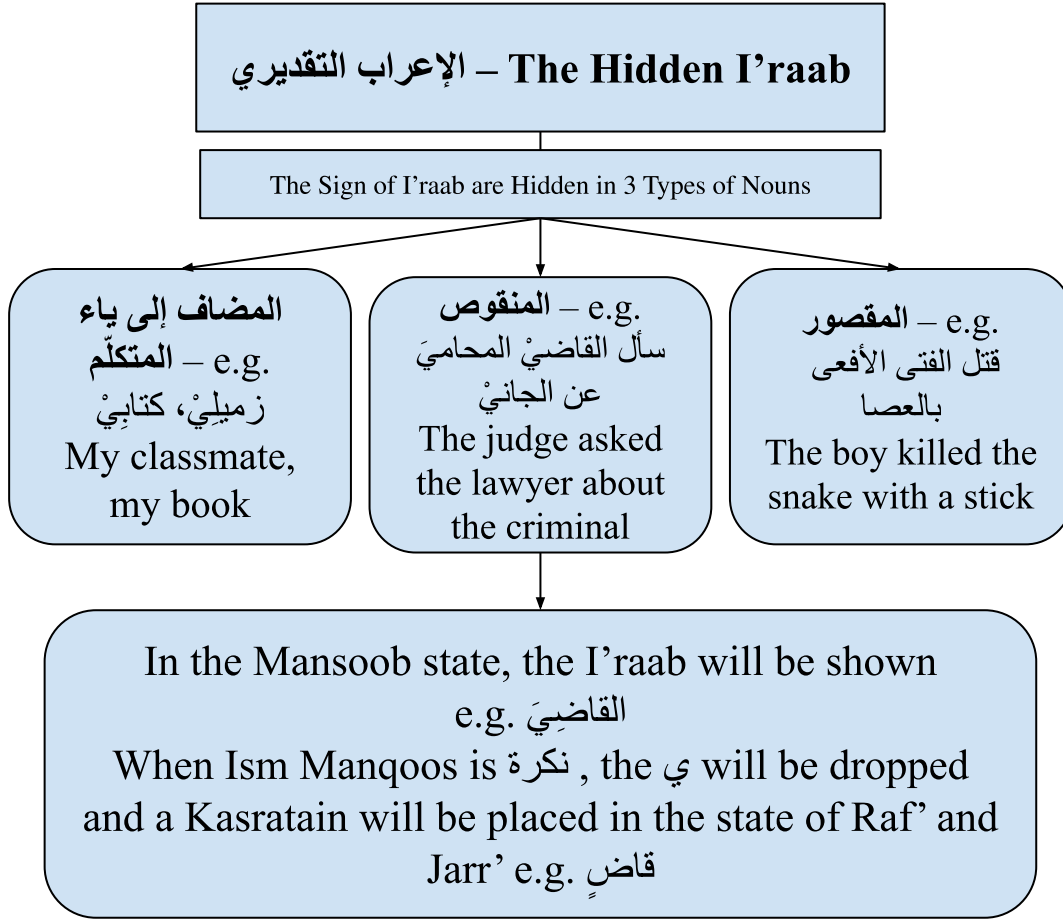 الإعراب التقديري – The Hidden I’raab
The Sign of I’raab are Hidden in 3 Types of Nouns
المضاف إلى ياء
المتكلّم – e.g.
زميلِيْ، كتابِيْ
My classmate,
my book
المنقوص – e.g.
سأل القاضيْ المحاميَ
عن الجانيْ
The judge asked
the lawyer about
the criminal
المقصور – e.g.
قتل الفتى الأفعى
بالعصا
The boy killed the
snake with a stick
In the Mansoob state, the I’raab will be shown
e.g. القاضِيَ
When Ism Manqoos is نكرة , the ي will be dropped
and a Kasratain will be placed in the state of Raf’ and
Jarr’ e.g. قاضٍ